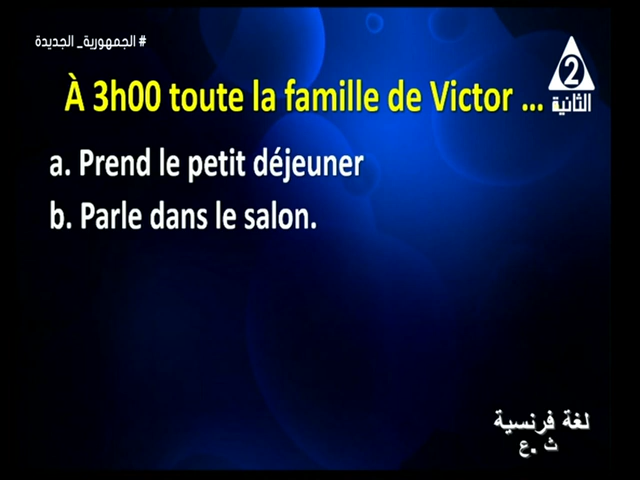 # الجمهورية_ الجديدة
2
الثانية
À 3h00 toute la famille de Victor ...
a. Prend le petit déjeuner
b. Parle dans le salon.
لغة فرنسية
ث .ع